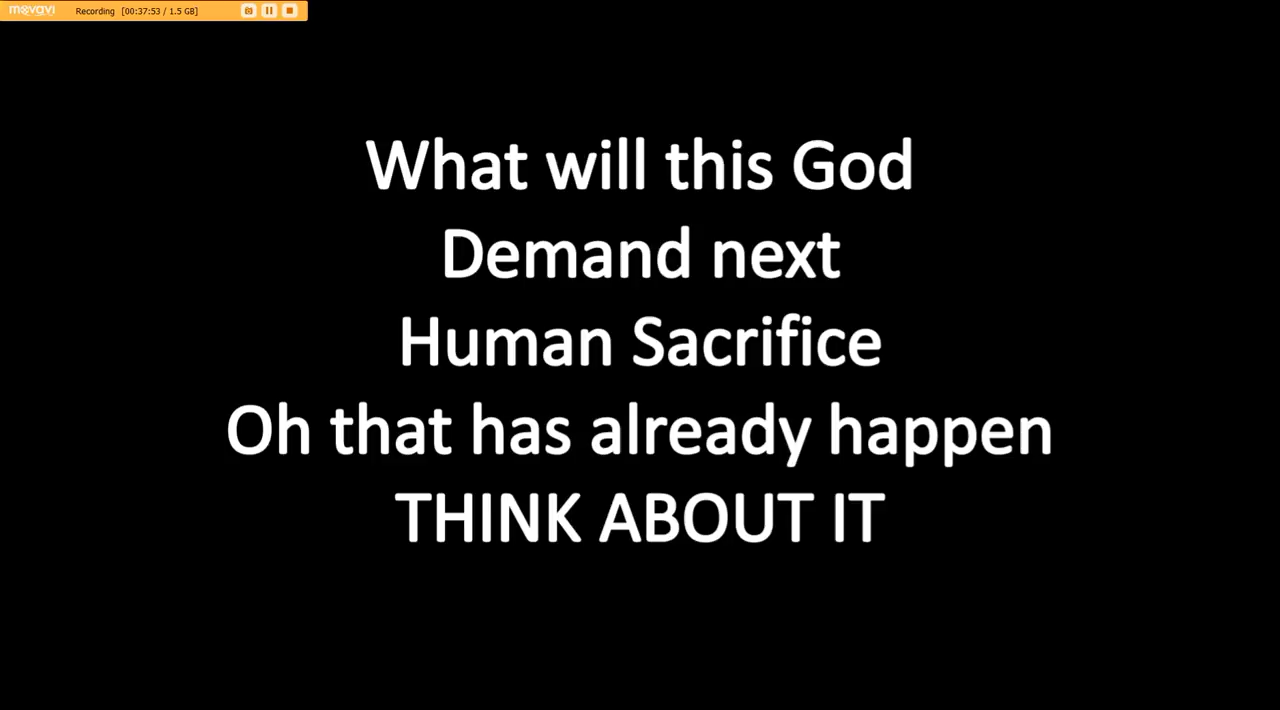 movavi Recording [00:37:53 / 1.5 GB]
What will this God
Demand next
Human Sacrifice
Oh that has already happen
THINK ABOUT IT